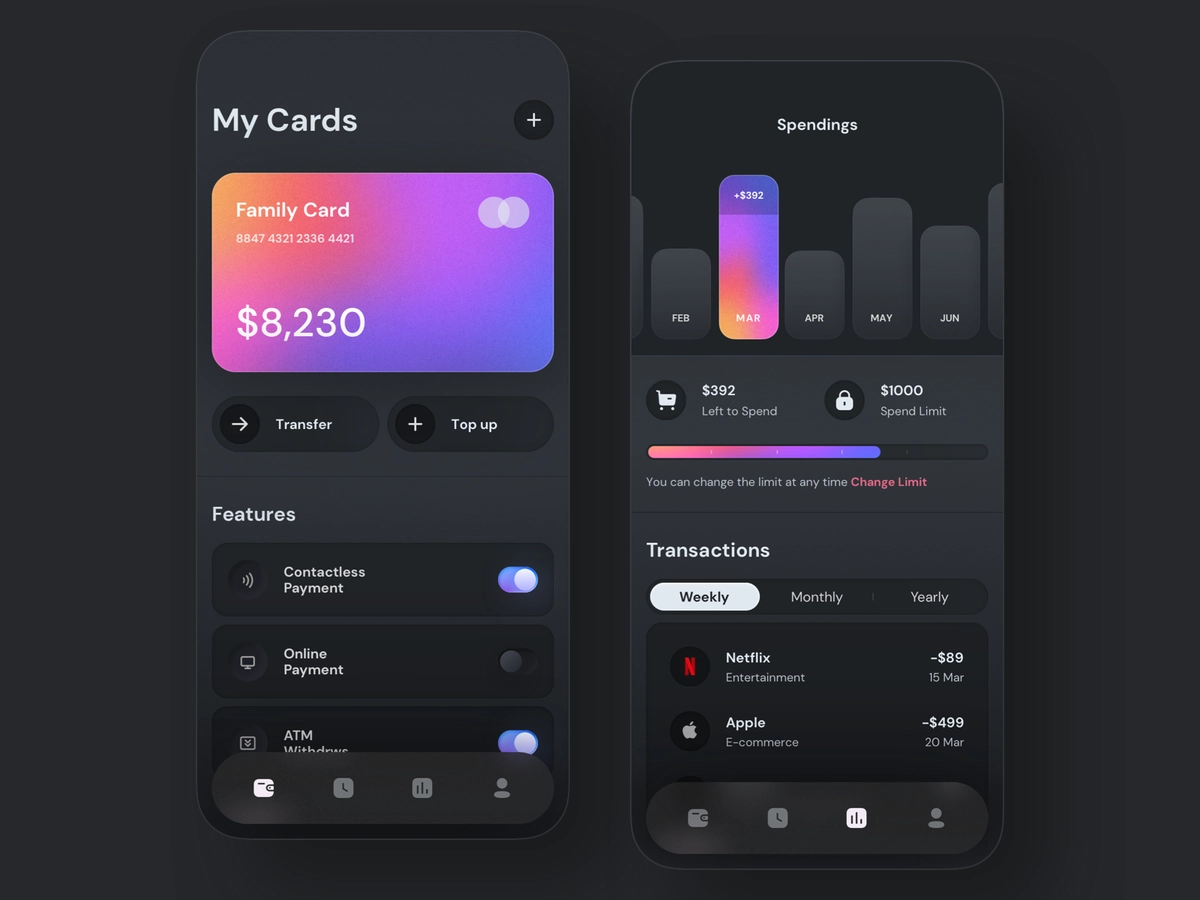 My Cards
Family Card
8847 4321 2336 4421
$8,230
Transfer
Top up
Features
Contactless
Payment
Online
Payment
ATM
Withdrws
Spendings
+$392
FEB
MAR
APR
MAY
JUN
$392
Left to Spend
$1000
Spend Limit
You can change the limit at any time Change Limit
Transactions
Weekly
Monthly
Yearly
Netflix
-$89
Entertainment
15 Mar
Apple
-$499
E-commerce
20 Mar